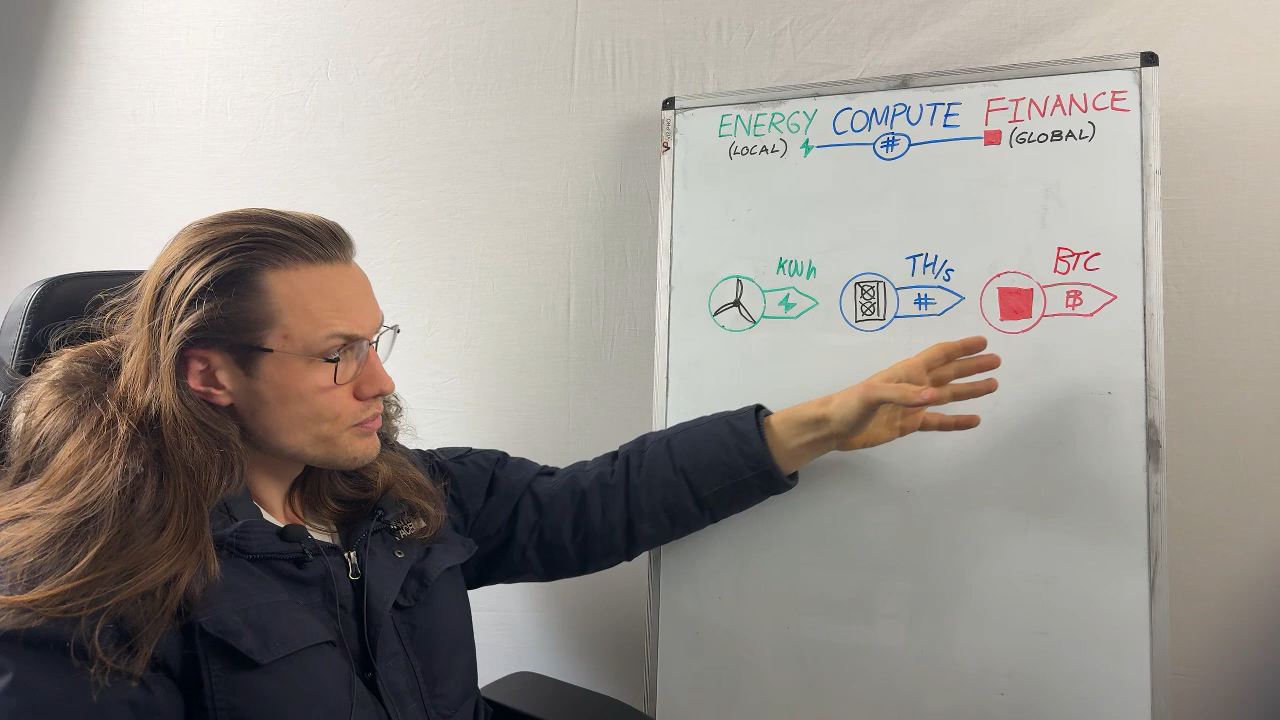 ENERGY COMPUTE FINANCE
(LOCAL) # (GLOBAL)
KWh TH/s BTC
# ₿